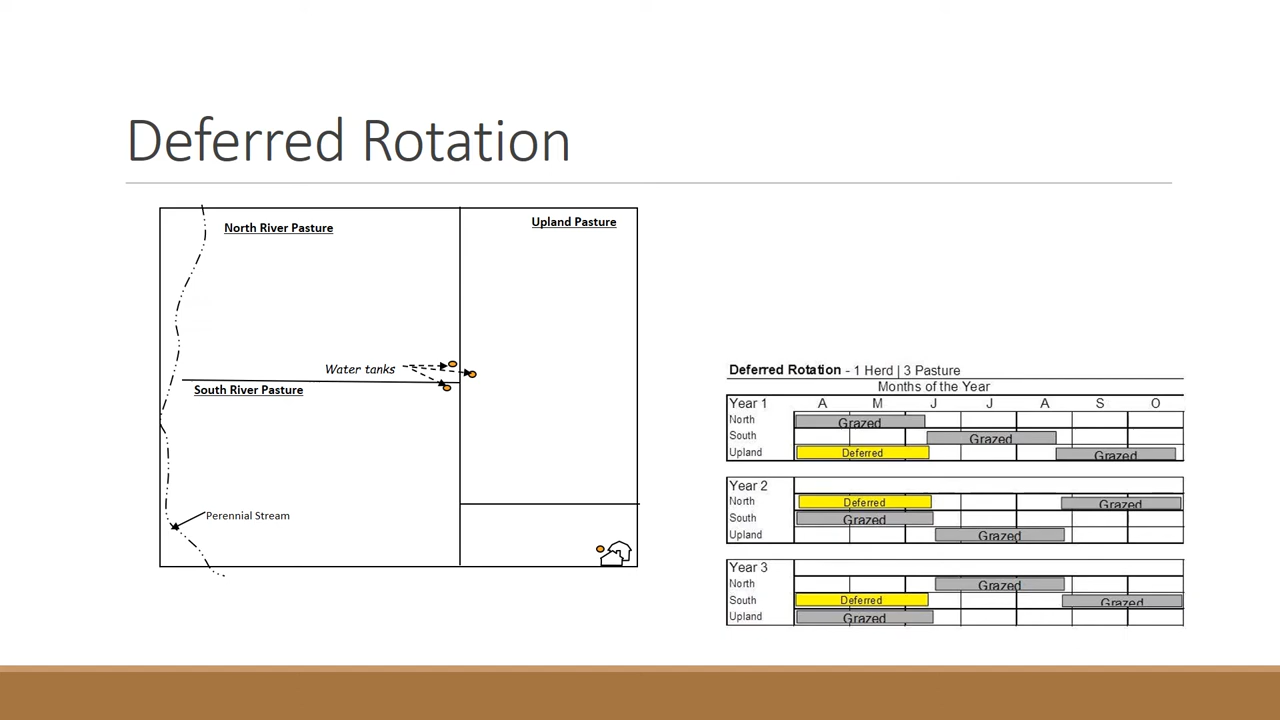 Deferred Rotation
North River Pasture
Upland Pasture
Water tanks
South River Pasture
Perennial Stream
Deferred Rotation - 1 Herd | 3 Pasture
Months of the Year
Year 1 A M J J A S O
North Grazed
South Grazed
Upland Deferred Grazed
Year 2
North Deferred Grazed
South Grazed
Upland Grazed
Year 3
North Grazed
South Deferred Grazed
Upland Grazed